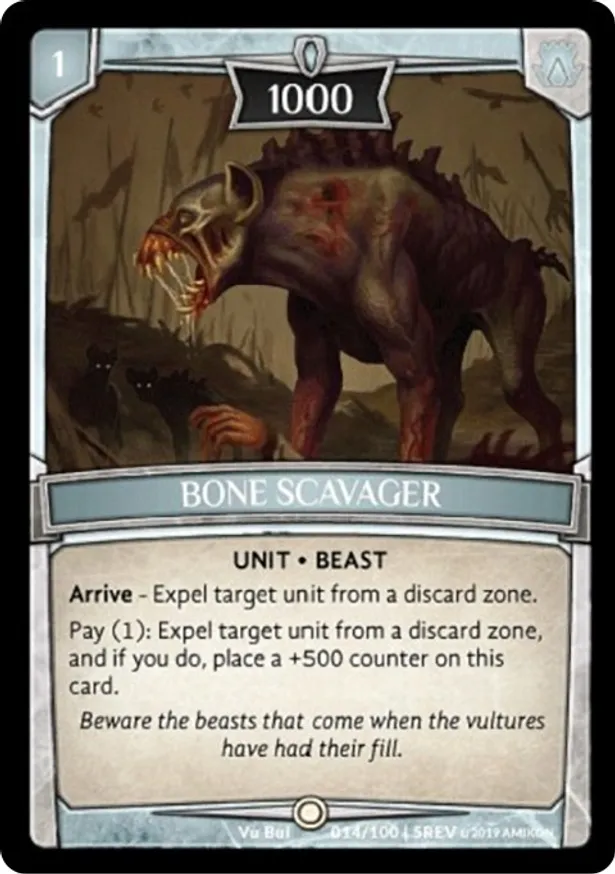 1
1000
BONE SCAVAGER
UNIT • BEAST
Arrive - Expel target unit from a discard zone.
Pay (1): Expel target unit from a discard zone,
and if you do, place a +500 counter on this
card.
Beware the beasts that come when the vultures
have had their fill.
Vu Bui 014/100 | SREV © 2019 AMIKON